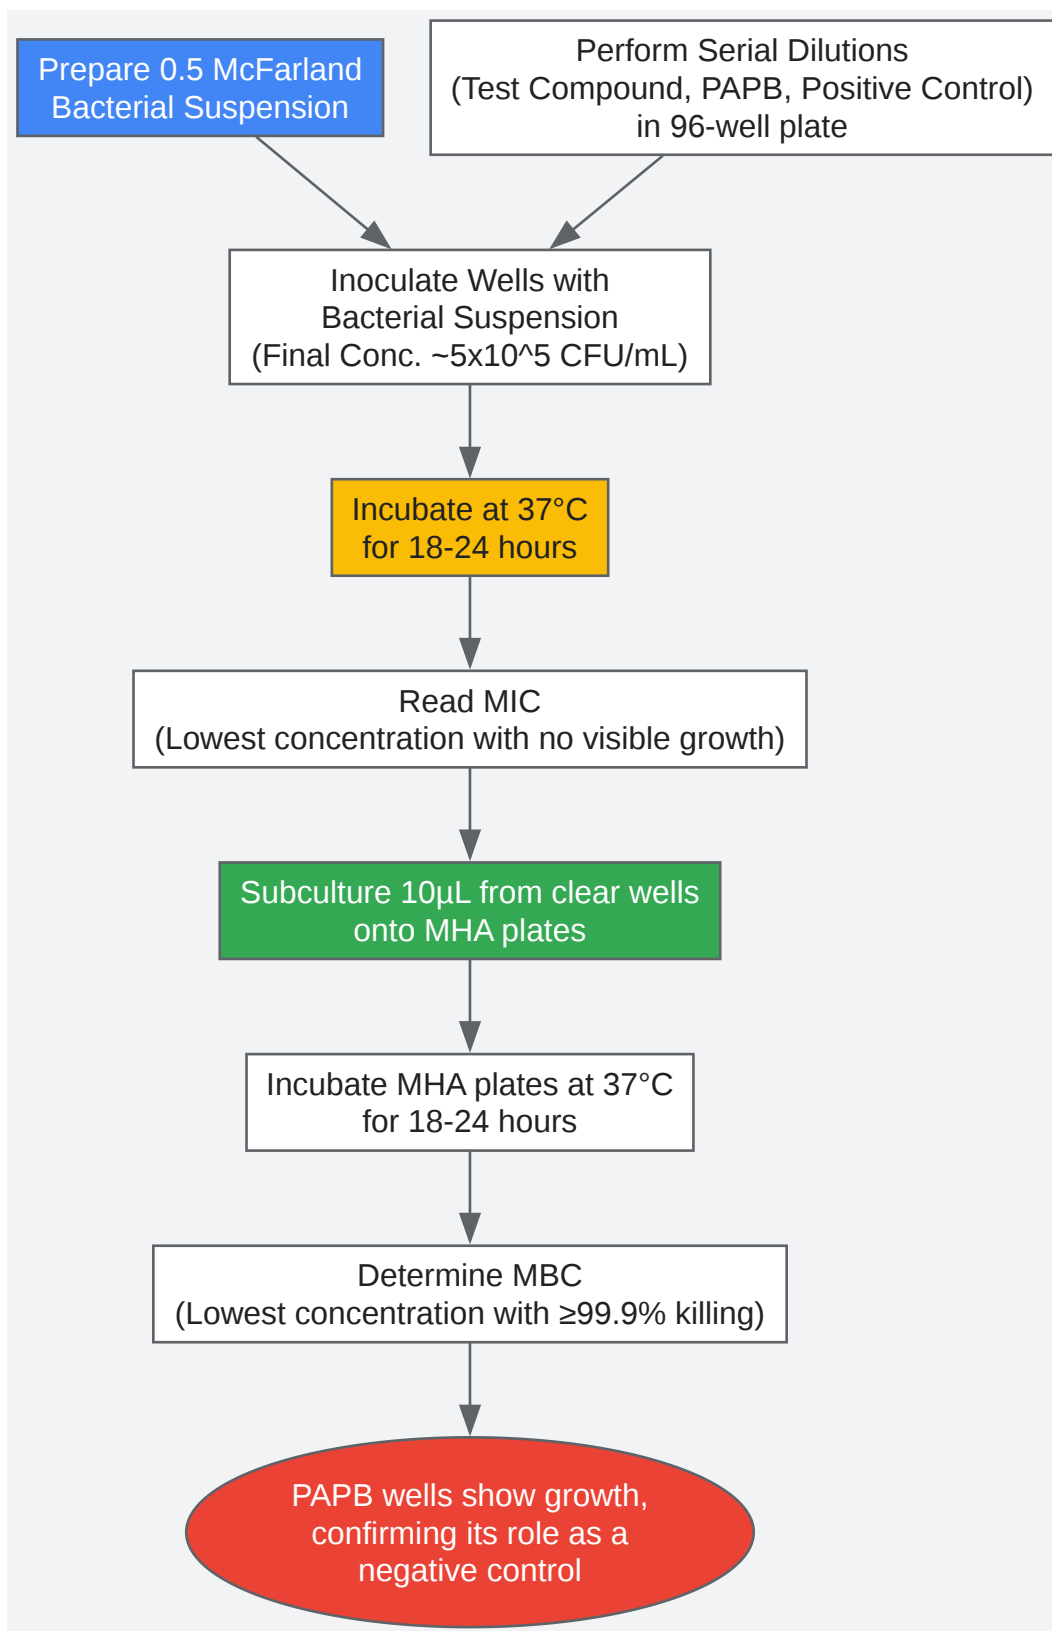 Prepare 0.5 McFarland
Bacterial Suspension
Perform Serial Dilutions
(Test Compound, PAPB, Positive Control)
in 96-well plate
Inoculate Wells with
Bacterial Suspension
(Final Conc. ~5x10^5 CFU/mL)
Incubate at 37°C
for 18-24 hours
Read MIC
(Lowest concentration with no visible growth)
Subculture 10µL from clear wells
onto MHA plates
Incubate MHA plates at 37°C
for 18-24 hours
Determine MBC
(Lowest concentration with ≥99.9% killing)
PAPB wells show growth,
confirming its role as a
negative control